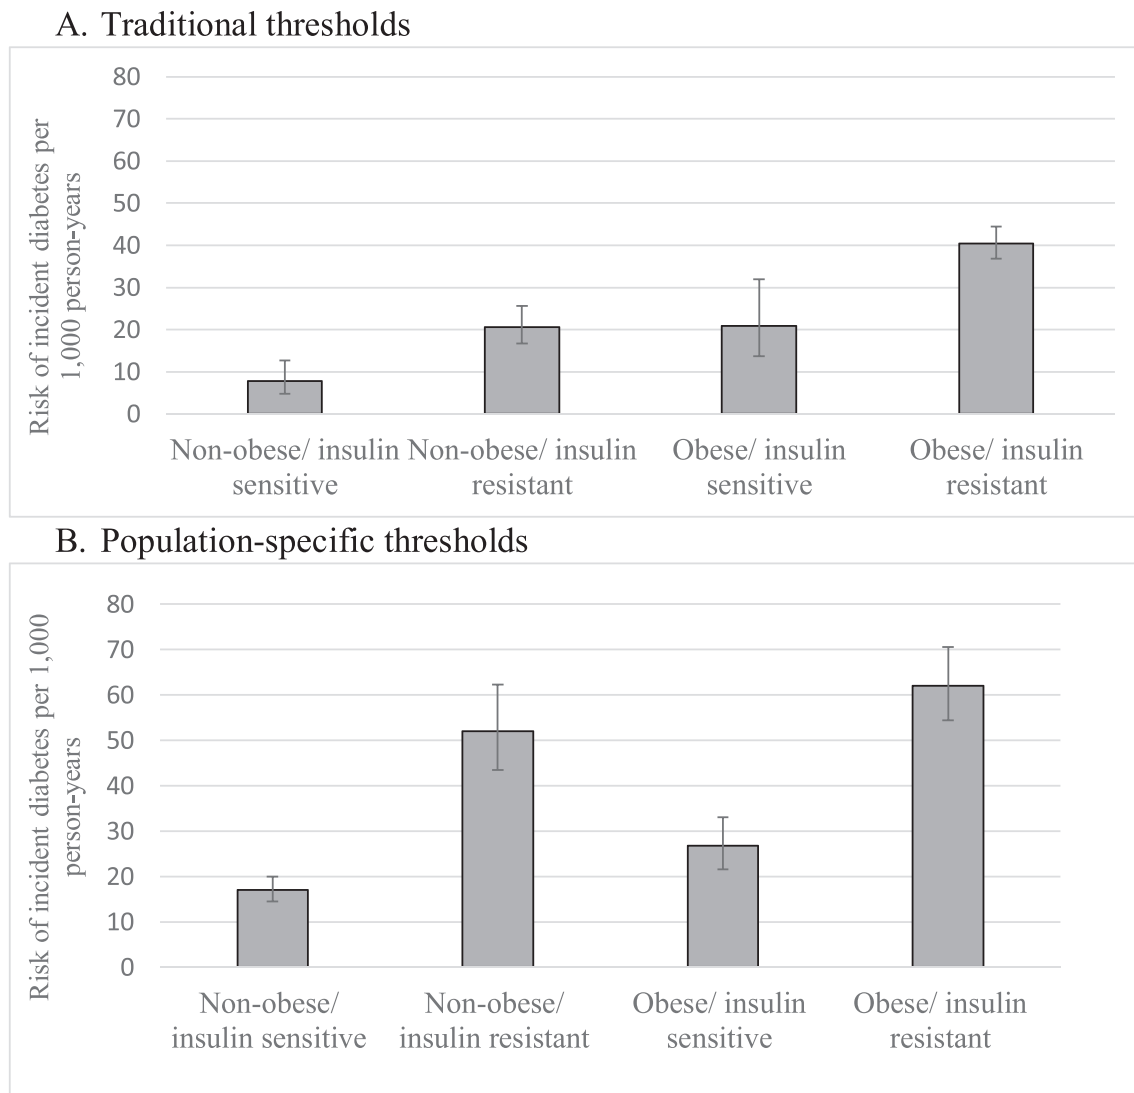 A. Traditional thresholds
Risk of incident diabetes per
1,000 person-years
80
70
60
50
40
30
20
10
0
Non-obese/ insulin
sensitive
Non-obese/ insulin
resistant
Obese/ insulin
sensitive
Obese/ insulin
resistant
B. Population-specific thresholds
Risk of incident diabetes per 1,000
person-years
80
70
60
50
40
30
20
10
0
Non-obese/
insulin sensitive
Non-obese/
insulin resistant
Obese/ insulin
sensitive
Obese/ insulin
resistant